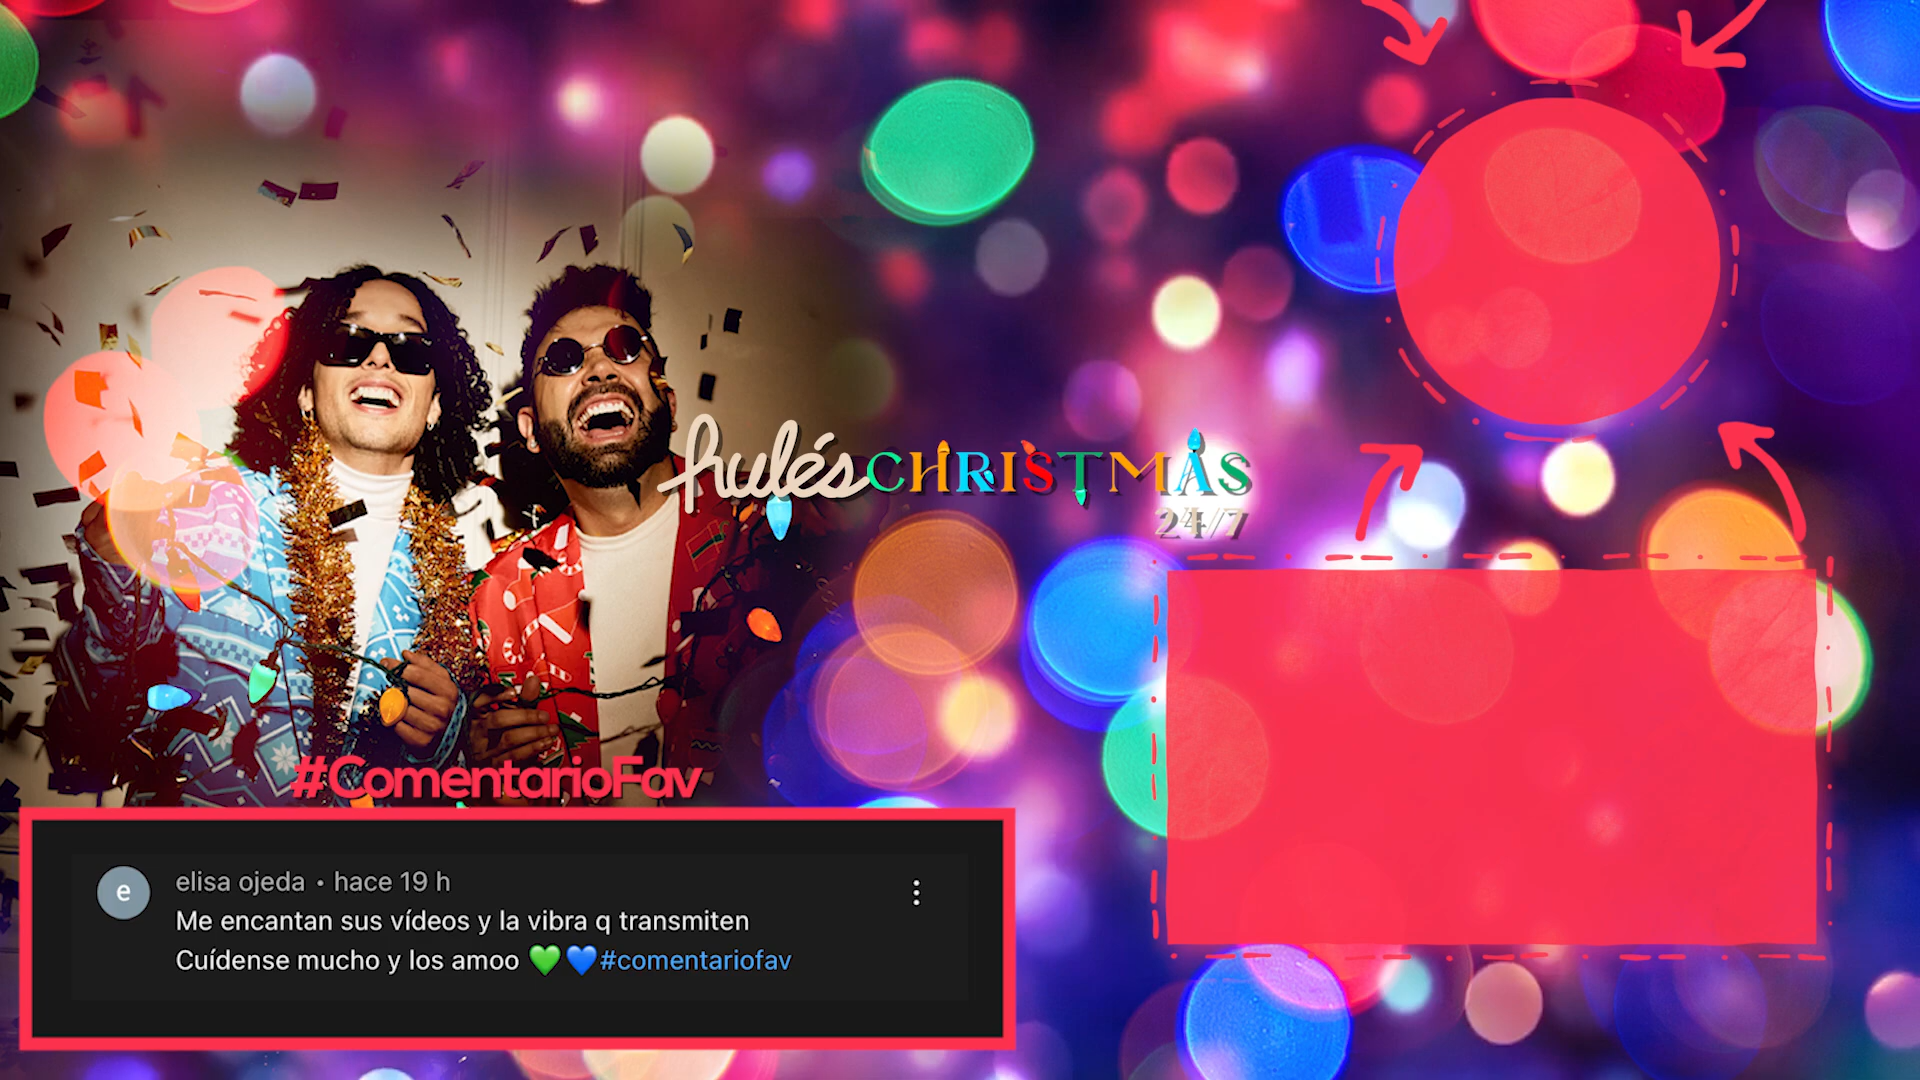 hulés CHRISTMAS
24/7
#ComentarioFav
e
elisa ojeda • hace 19 h
Me encantan sus vídeos y la vibra q transmiten
Cuídense mucho y los amoo 💚💙#comentariofav